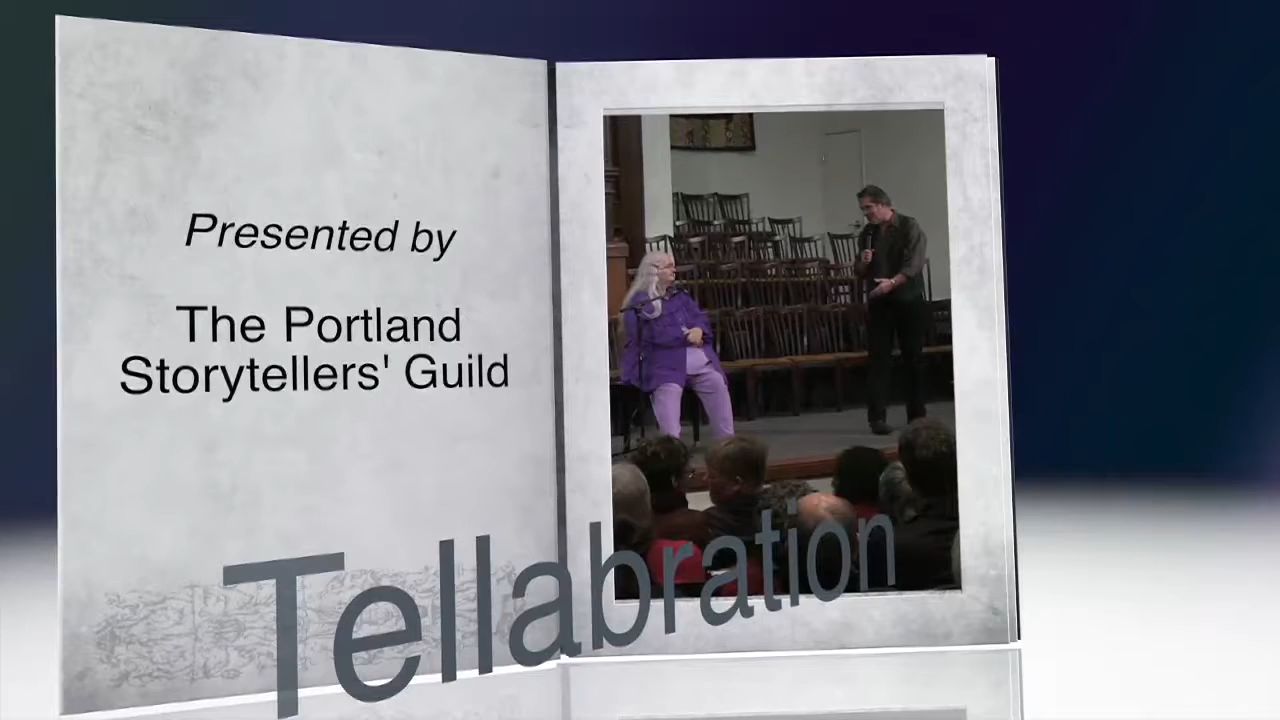 Presented by
The Portland
Storytellers' Guild
Tellabration